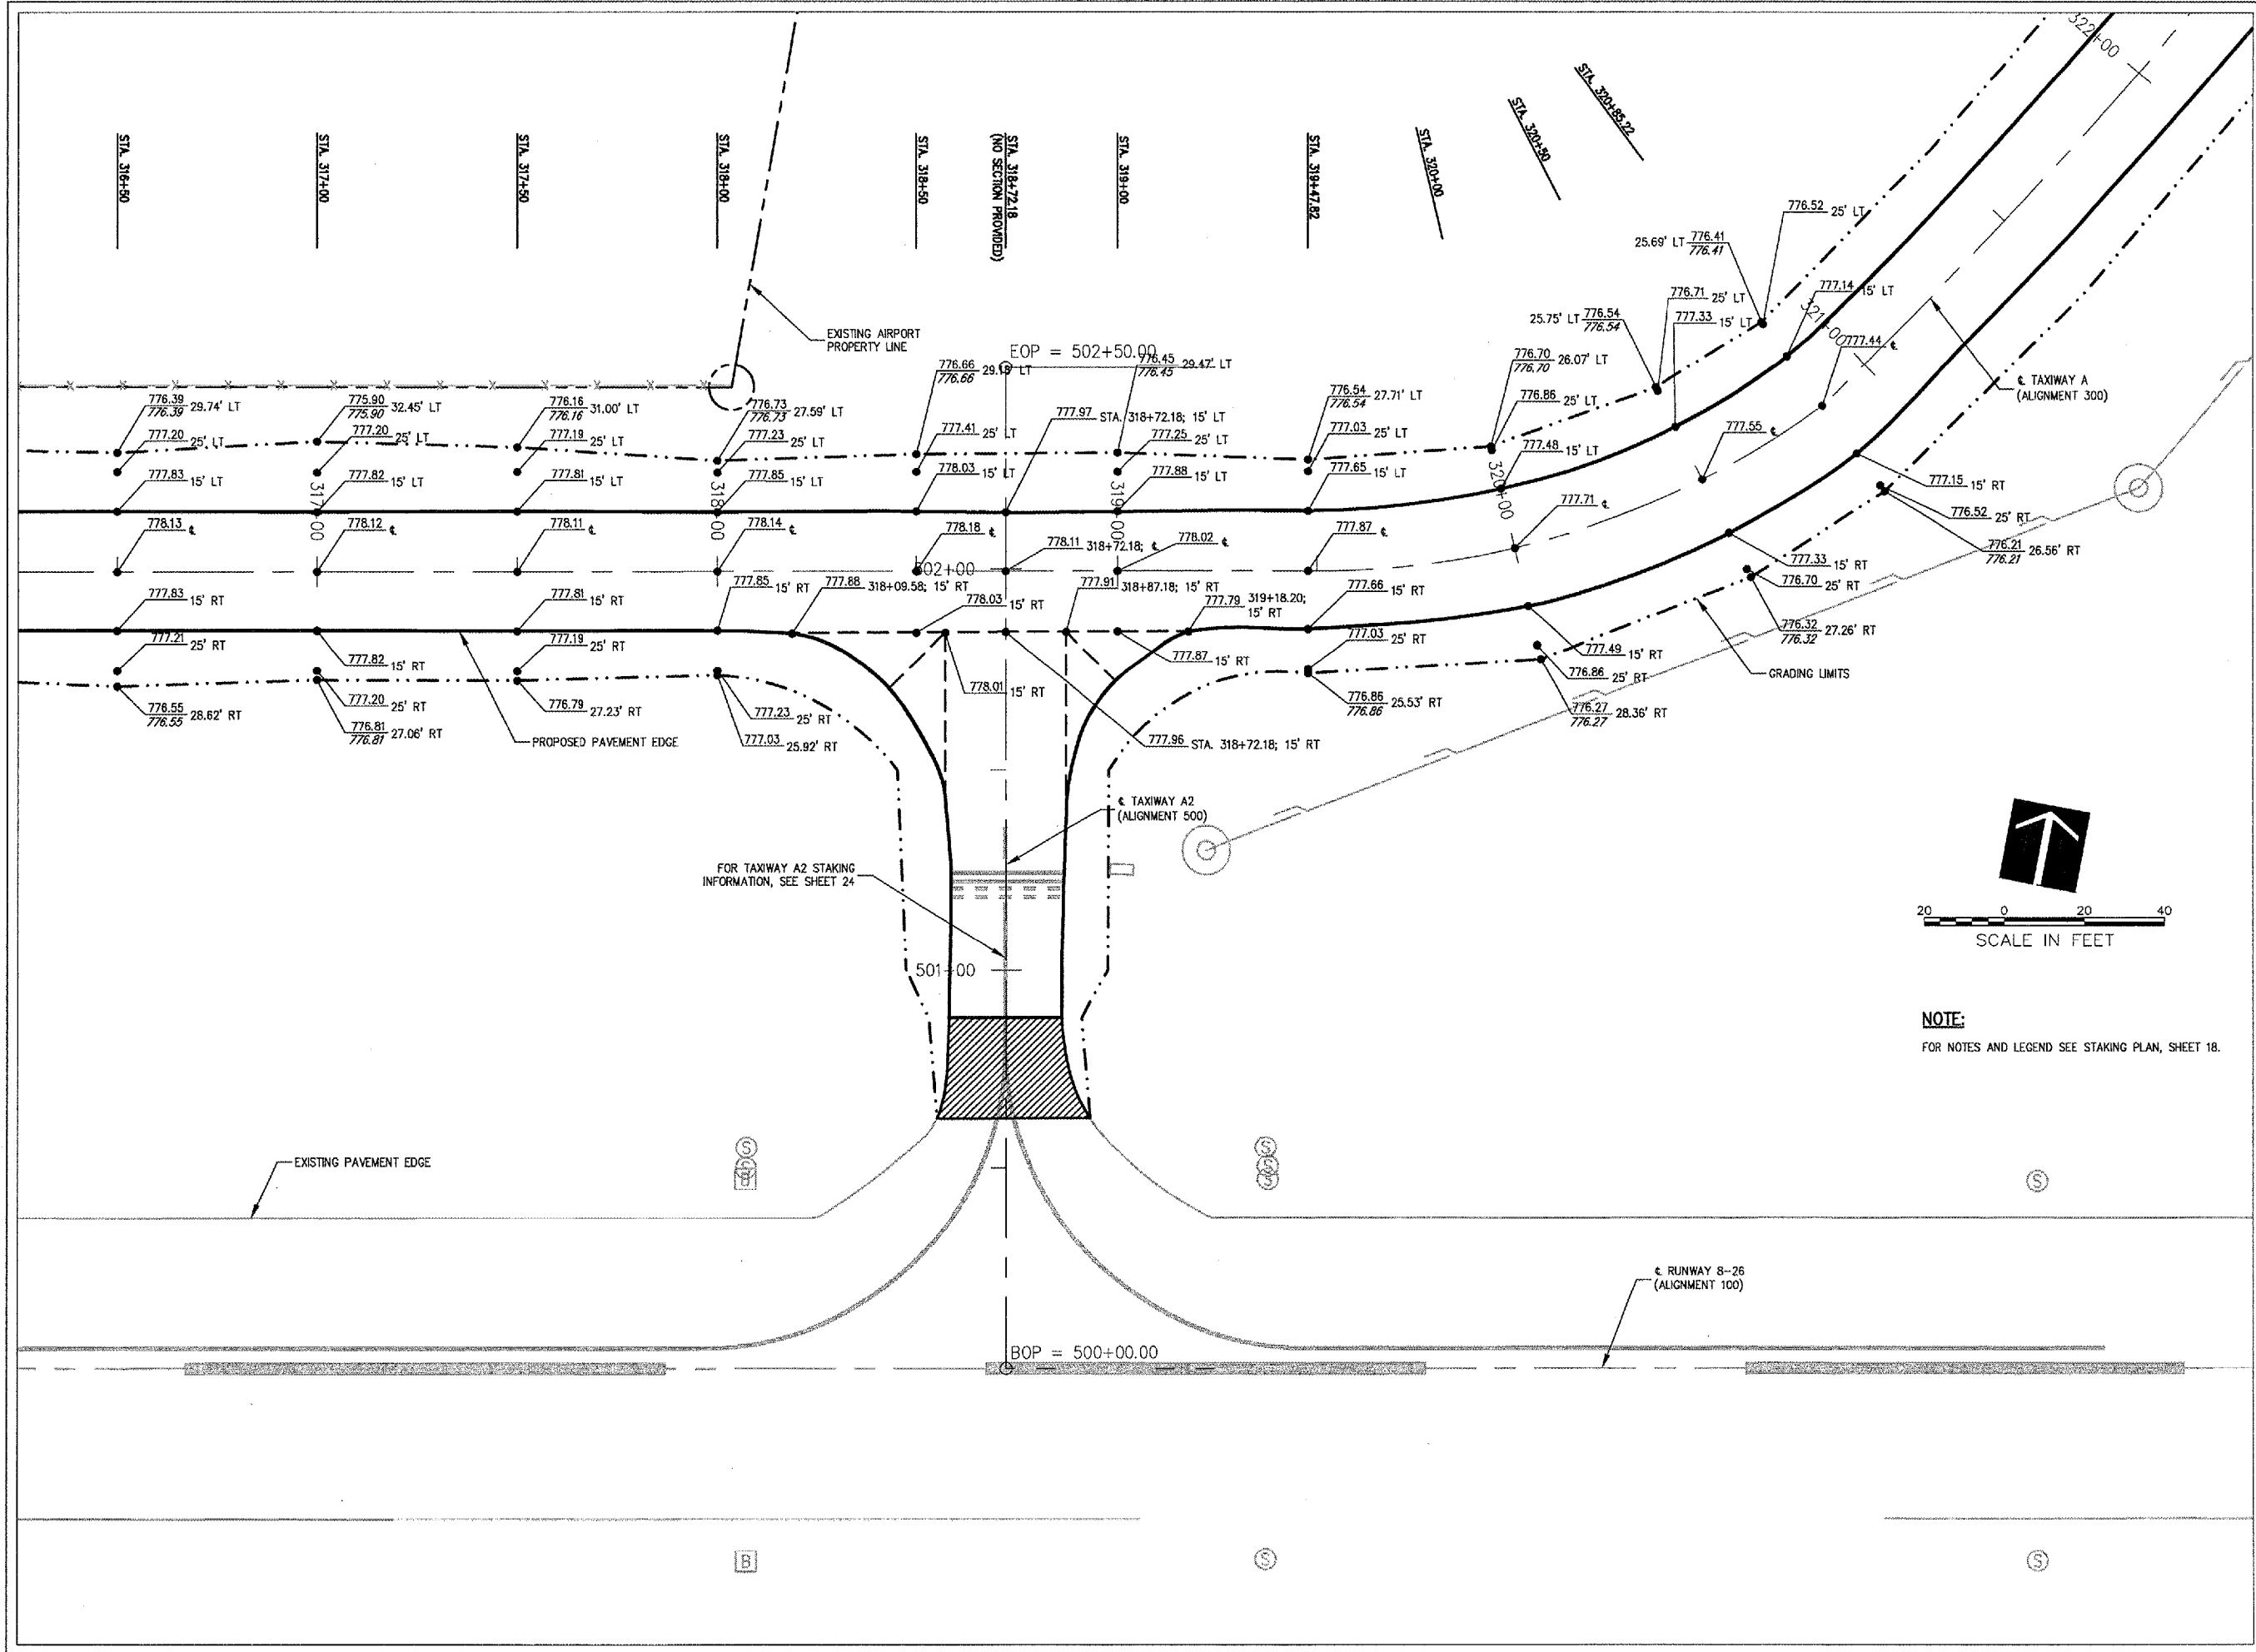 322+00
STA. 316+50
STA. 317+00
STA. 317+50
STA. 318+00
STA. 318+50
STA. 318+72.18
(NO SECTION PROVIDED)
STA. 319+00
STA. 319+47.82
STA. 320+00
STA. 320+50
STA. 320+85.22
776.52 25' LT
25.69' LT 776.41
776.41
776.71 25' LT
777.14 15' LT
25.75' LT 776.54
776.54
777.33 15' LT
321+00
777.44 ℄
EXISTING AIRPORT
PROPERTY LINE
EOP = 502+50.00
776.66 29.18' LT
776.66
776.45 29.47' LT
776.45
776.70 26.07' LT
776.70
℄ TAXIWAY A
(ALIGNMENT 300)
776.39 29.74' LT
776.39
775.90 32.45' LT
775.90
776.16 31.00' LT
776.16
776.73 27.59' LT
776.73
777.97 STA. 318+72.18; 15' LT
776.54 27.71' LT
776.54
776.86 25' LT
777.20 25' LT
777.20 25' LT
777.19 25' LT
777.23 25' LT
777.41 25' LT
777.25 25' LT
777.03 25' LT
777.55 ℄
777.83 15' LT
777.82 15' LT
777.81 15' LT
777.85 15' LT
778.03 15' LT
777.88 15' LT
777.65 15' LT
777.48 15' LT
317+00
318+00
319+00
320+00
777.15 15' RT
776.52 25' RT
776.21 26.56' RT
776.21
778.13 ℄
778.12 ℄
778.11 ℄
778.14 ℄
778.18 ℄
778.11 318+72.18; ℄
778.02 ℄
777.87 ℄
777.71 ℄
502+00
777.33 15' RT
776.70 25' RT
776.32 27.26' RT
776.32
777.83 15' RT
777.81 15' RT
777.85 15' RT
777.88 318+09.58; 15' RT
778.03 15' RT
777.91 318+87.18; 15' RT
777.79 319+18.20;
15' RT
777.66 15' RT
777.21 25' RT
777.82 15' RT
777.19 25' RT
777.87 15' RT
777.03 25' RT
777.49 15' RT
776.86 25' RT
GRADING LIMITS
776.55 28.62' RT
776.55
777.20 25' RT
776.81 27.06' RT
776.81
776.79 27.23' RT
777.23 25' RT
777.03 25.92' RT
778.01 15' RT
776.86 25.53' RT
776.86
776.27 28.36' RT
776.27
PROPOSED PAVEMENT EDGE
777.96 STA. 318+72.18; 15' RT
℄ TAXIWAY A2
(ALIGNMENT 500)
FOR TAXIWAY A2 STAKING
INFORMATION, SEE SHEET 24
501+00
20 0 20 40
SCALE IN FEET
NOTE:
FOR NOTES AND LEGEND SEE STAKING PLAN, SHEET 18.
S
S
S
EXISTING PAVEMENT EDGE
℄ RUNWAY 8-26
(ALIGNMENT 100)
BOP = 500+00.00
B
S
S